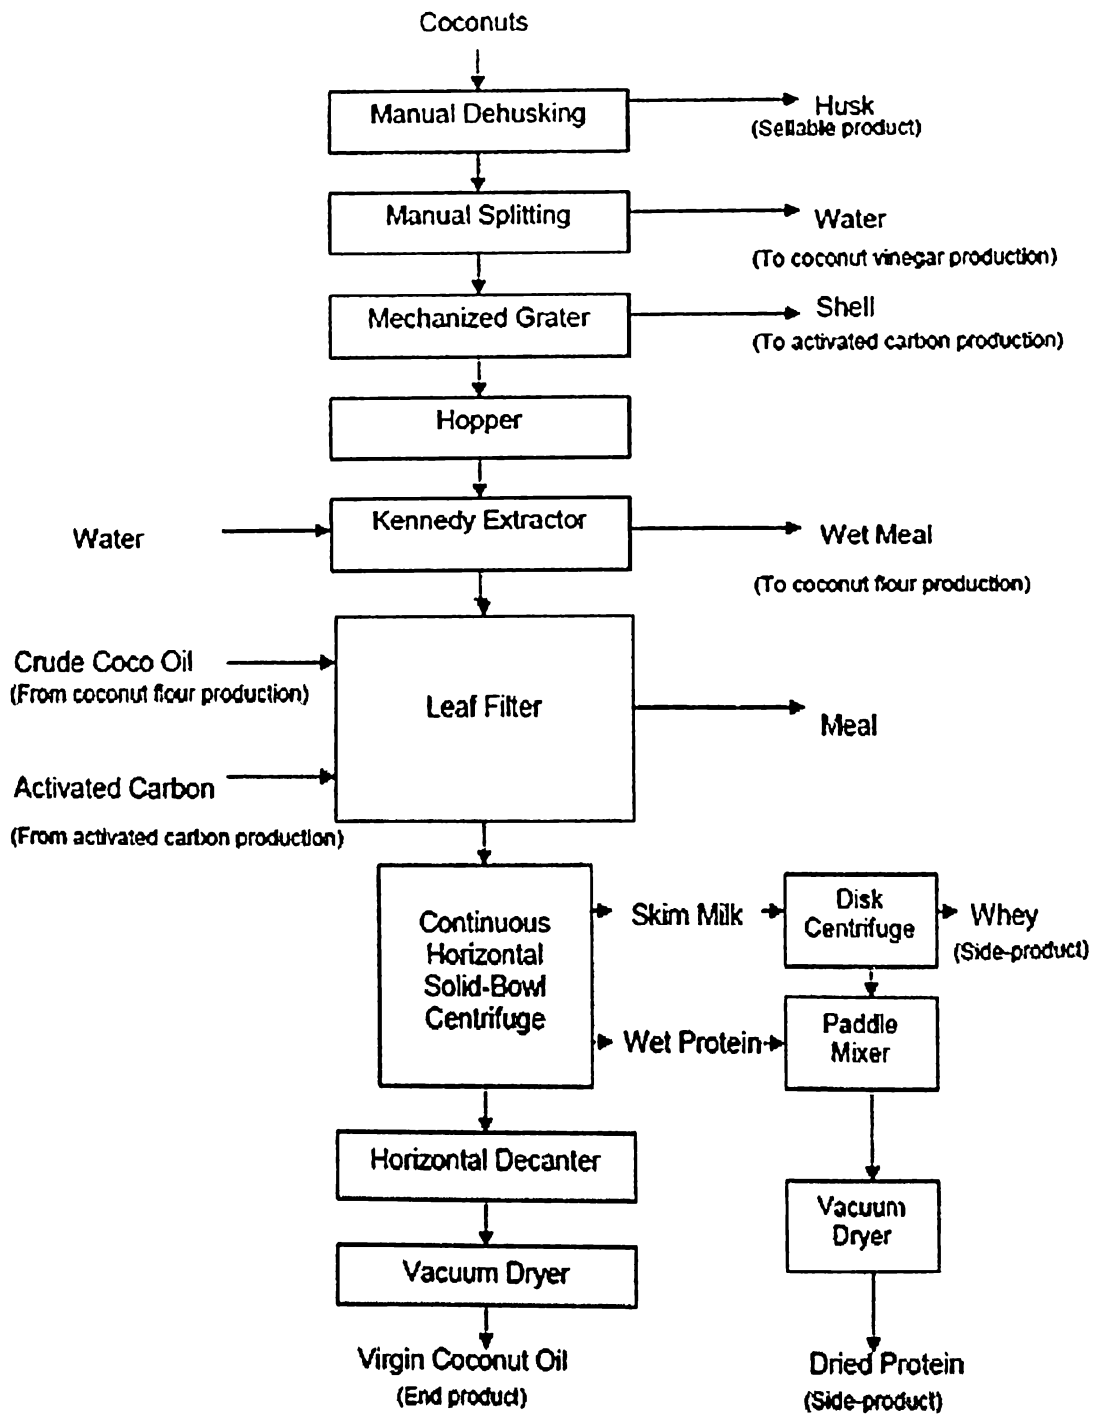 Coconuts
Manual Dehusking
Husk
(Sellable product)
Manual Splitting
Water
(To coconut vinegar production)
Mechanized Grater
Shell
(To activated carbon production)
Hopper
Water
Kennedy Extractor
Wet Meal
(To coconut flour production)
Crude Coco Oil
(From coconut flour production)
Leaf Filter
Meal
Activated Carbon
(From activated carbon production)
Continuous
Horizontal
Solid-Bowl
Centrifuge
Skim Milk
Disk
Centrifuge
Whey
(Side-product)
Wet Protein
Paddle
Mixer
Horizontal Decanter
Vacuum
Dryer
Vacuum Dryer
Virgin Coconut Oil
(End product)
Dried Protein
(Side-product)